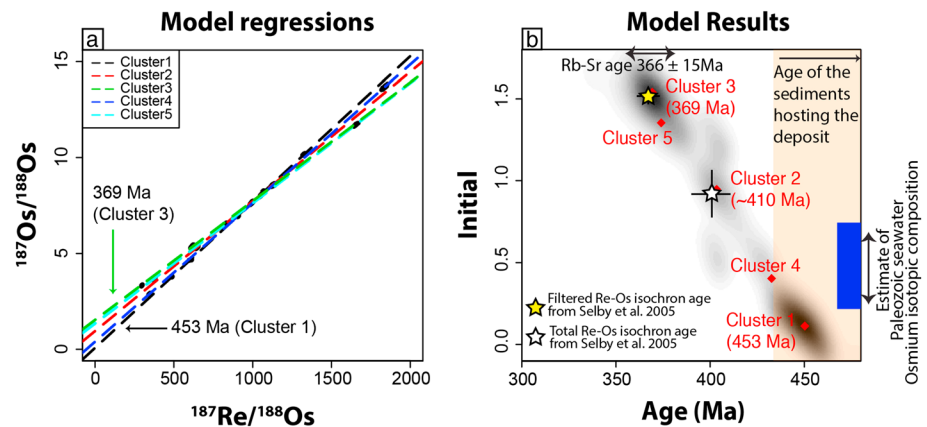 Model regressions
Model Results
a
Cluster1
Cluster2
Cluster3
Cluster4
Cluster5
369 Ma
(Cluster 3)
453 Ma (Cluster 1)
0
5
10
15
0
500
1000
1500
2000
187Os/188Os
187Re/188Os
b
Rb-Sr age 366 ± 15Ma
Cluster 3
(369 Ma)
Cluster 5
Cluster 2
(~410 Ma)
Cluster 4
Cluster 1
(453 Ma)
Age of the
sediments
hosting the
deposit
Filtered Re-Os isochron age
from Selby et al. 2005
Total Re-Os isochron age
from Selby et al. 2005
0.0
0.5
1.0
1.5
300
350
400
450
Initial
Age (Ma)
Estimate of
Paleozoic seawater
Osmium isotopic composition